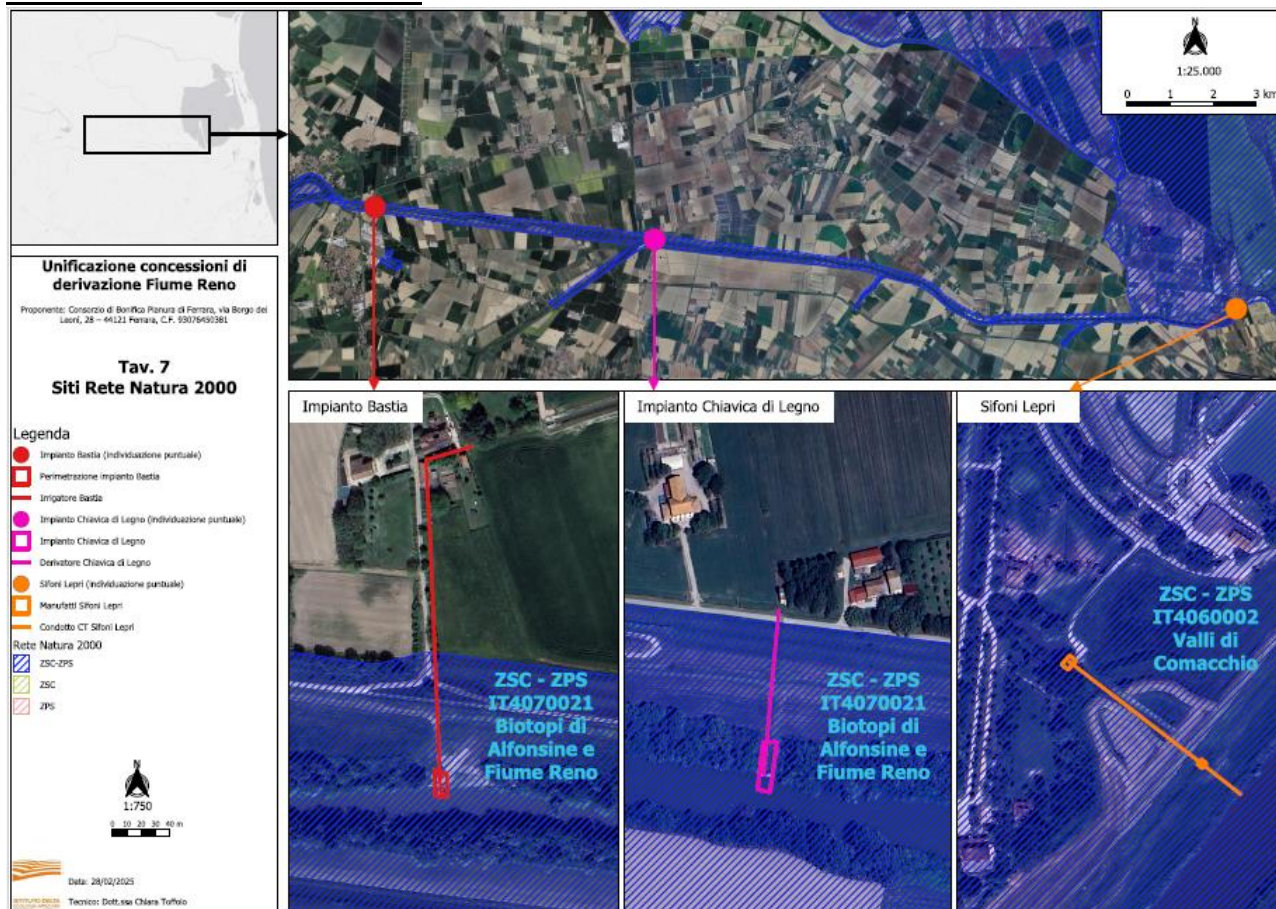 N
1:25.000
0 1 2 3 km
Unificazione concessioni di
derivazione Fiume Reno
Proponente: Consorzio di Bonifica Pianura di Ferrara, via Borgo dei
Leoni, 28 – 44121 Ferrara, C.F. 93076450381
Tav. 7
Siti Rete Natura 2000
Legenda
Impianto Bastia (individuazione puntuale)
Perimetrazione impianto Bastia
Irrigatore Bastia
Impianto Chiavica di Legno (individuazione puntuale)
Impianto Chiavica di Legno
Derivatore Chiavica di Legno
Sifoni Lepri (individuazione puntuale)
Manufatti Sifoni Lepri
Condotto CT Sifoni Lepri
Rete Natura 2000
ZSC-ZPS
ZSC
ZPS
N
1:750
0 10 20 30 40 m
Data: 28/02/2025
ISTITUTO DELTA
ECOLOGIA APPLICATA
Tecnico: Dott.ssa Chiara Toffolo
Impianto Bastia
ZSC - ZPS
IT4070021
Biotopi di
Alfonsine e
Fiume Reno
Impianto Chiavica di Legno
ZSC - ZPS
IT4070021
Biotopi di
Alfonsine e
Fiume Reno
Sifoni Lepri
ZSC - ZPS
IT4060002
Valli di
Comacchio